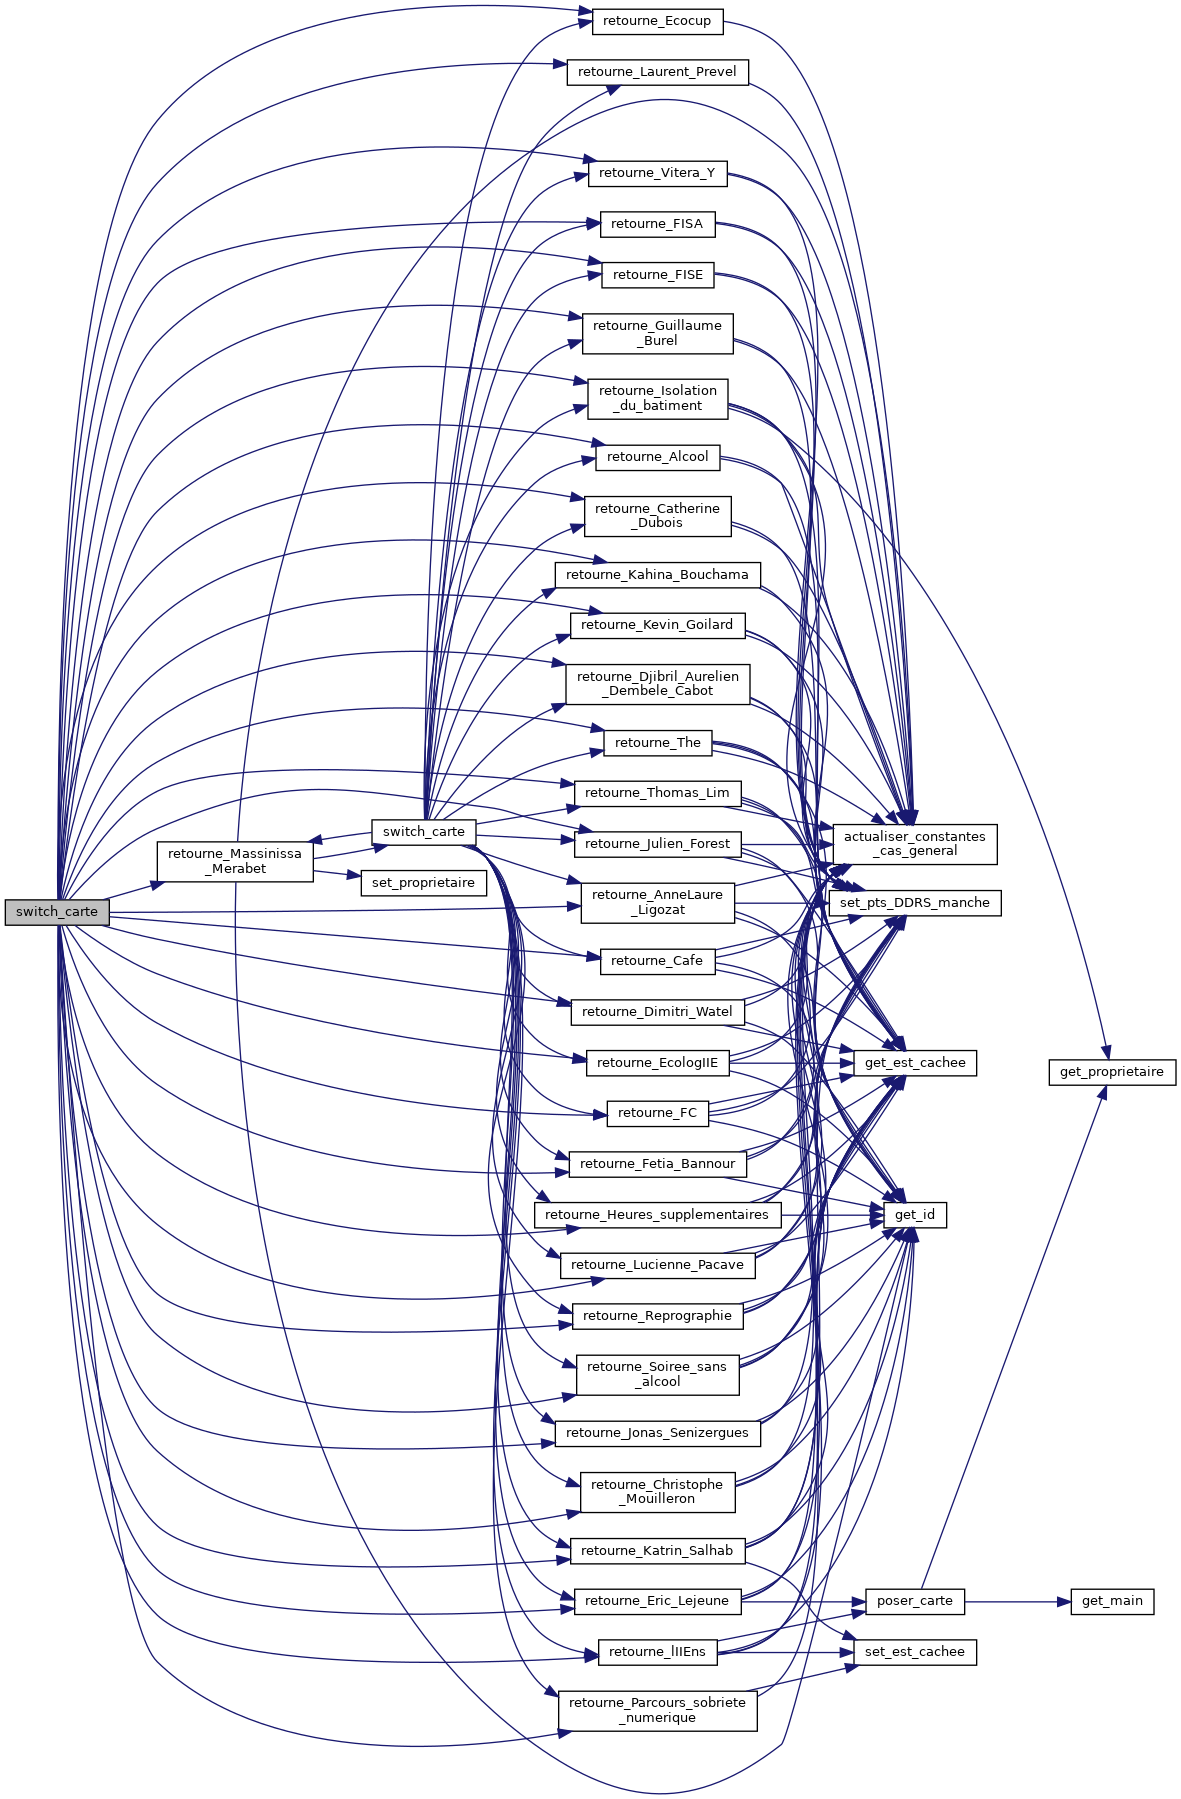 retourne_Ecocup
retourne_Laurent_Prevel
retourne_Vitera_Y
retourne_FISA
retourne_FISE
retourne_Guillaume
_Burel
retourne_Isolation
_du_batiment
retourne_Alcool
retourne_Catherine
_Dubois
retourne_Kahina_Bouchama
retourne_Kevin_Goilard
retourne_Djibril_Aurelien
_Dembele_Cabot
retourne_The
retourne_Thomas_Lim
switch_carte
retourne_Julien_Forest
actualiser_constantes
_cas_general
retourne_Massinissa
_Merabet
set_proprietaire
switch_carte
retourne_AnneLaure
_Ligozat
set_pts_DDRS_manche
retourne_Cafe
retourne_Dimitri_Watel
retourne_EcologIIE
get_est_cachee
get_proprietaire
retourne_FC
retourne_Fetia_Bannour
retourne_Heures_supplementaires
get_id
retourne_Lucienne_Pacave
retourne_Reprographie
retourne_Soiree_sans
_alcool
retourne_Jonas_Senizergues
retourne_Christophe
_Mouilleron
retourne_Katrin_Salhab
retourne_Eric_Lejeune
poser_carte
get_main
retourne_lIIEns
set_est_cachee
retourne_Parcours_sobriete
_numerique